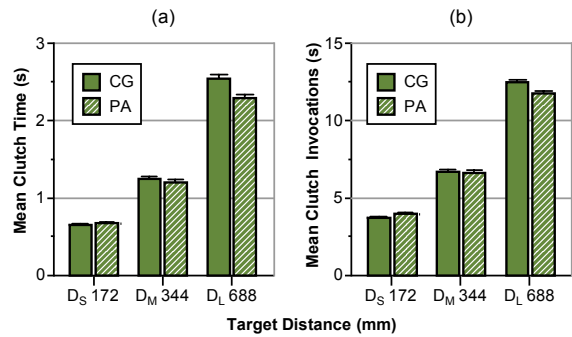 (a)
Mean Clutch Time (s)
3
2
1
0
CG
PA
D_S 172
D_M 344
D_L 688
(b)
Mean Clutch Invocations (s)
15
10
5
0
CG
PA
D_S 172
D_M 344
D_L 688
Target Distance (mm)